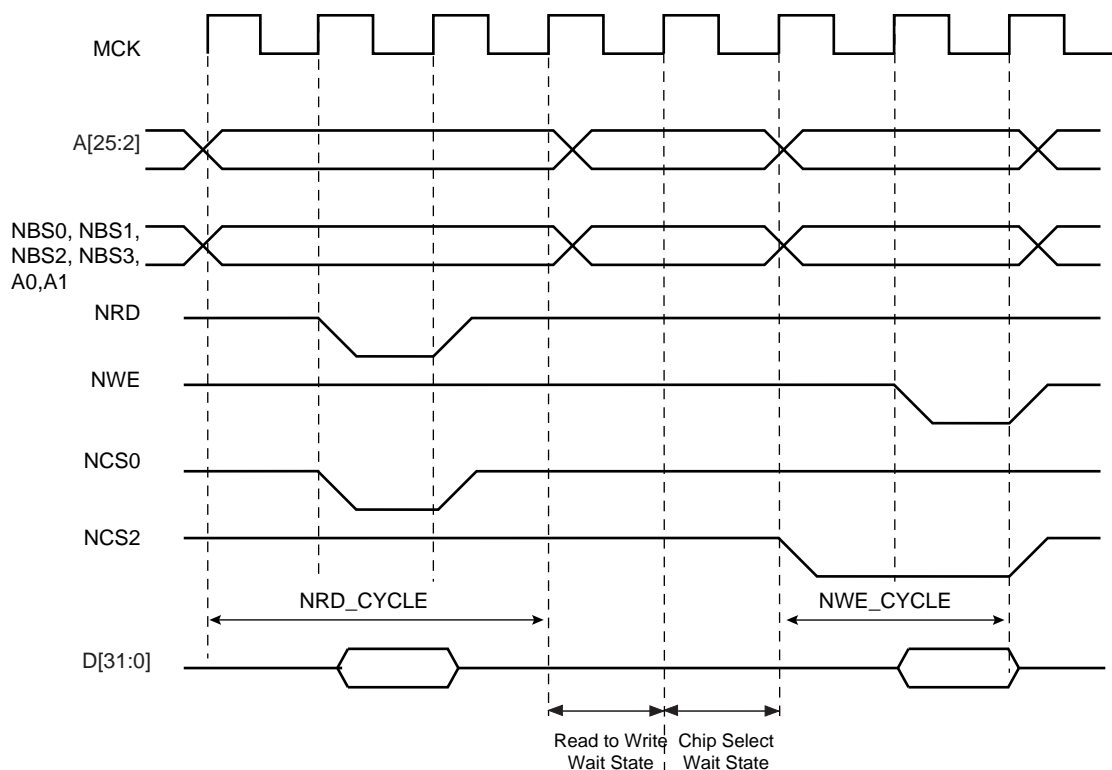 MCK
A[25:2]
NBS0, NBS1,
NBS2, NBS3,
A0,A1
NRD
NWE
NCS0
NCS2
NRD_CYCLE
NWE_CYCLE
D[31:0]
Read to Write
Wait State
Chip Select
Wait State